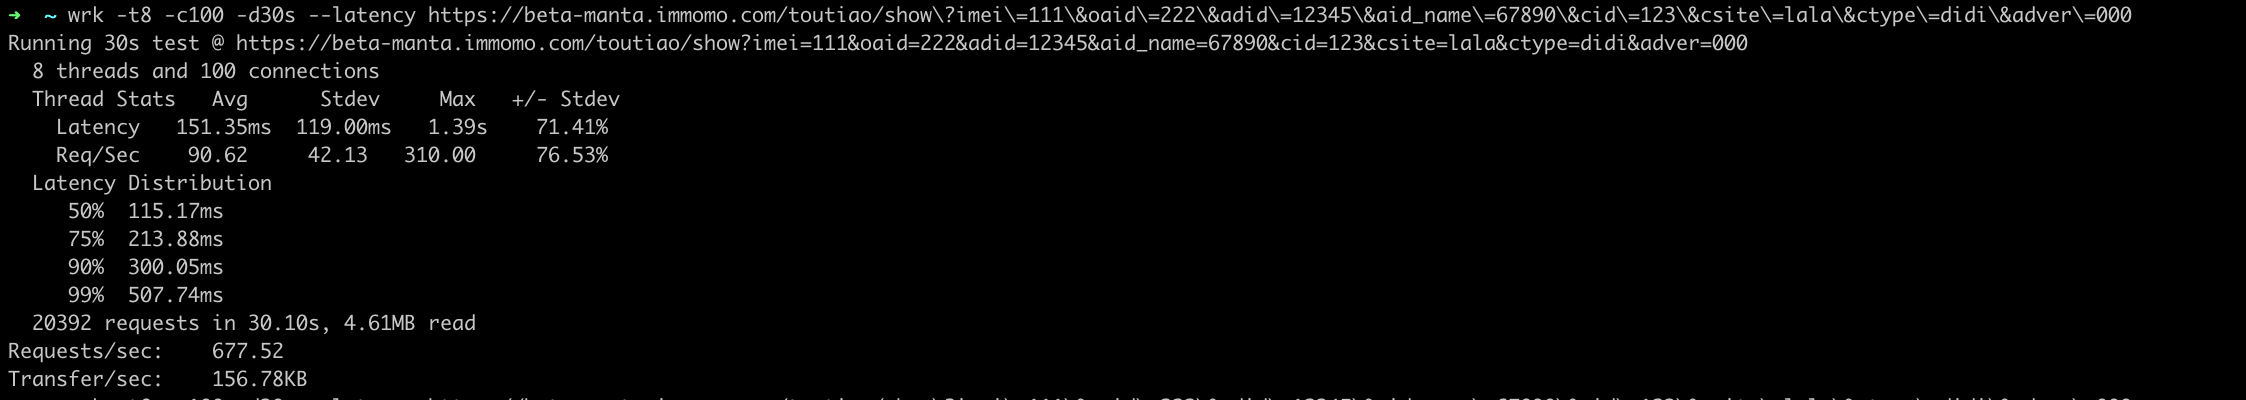 ➜  ~ wrk -t8 -c100 -d30s --latency https://beta-manta.immomo.com/toutiao/show\?imei\=111\&oaid\=222\&adid\=12345\&aid_name\=67890\&cid\=123\&csite\=lala\&ctype\=didi\&adver\=000
Running 30s test @ https://beta-manta.immomo.com/toutiao/show?imei=111&oaid=222&adid=12345&aid_name=67890&cid=123&csite=lala&ctype=didi&adver=000
  8 threads and 100 connections
  Thread Stats   Avg      Stdev     Max   +/- Stdev
    Latency   151.35ms  119.00ms   1.39s    71.41%
    Req/Sec    90.62     42.13   310.00     76.53%
  Latency Distribution
     50%  115.17ms
     75%  213.88ms
     90%  300.05ms
     99%  507.74ms
  20392 requests in 30.10s, 4.61MB read
Requests/sec:    677.52
Transfer/sec:    156.78KB